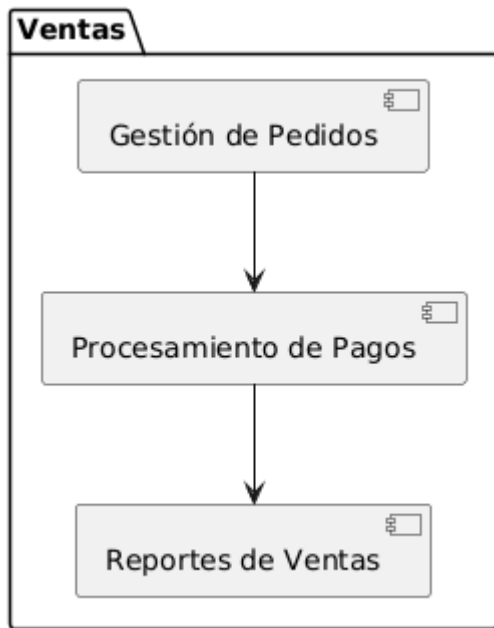 Ventas
Gestión de Pedidos
Procesamiento de Pagos
Reportes de Ventas